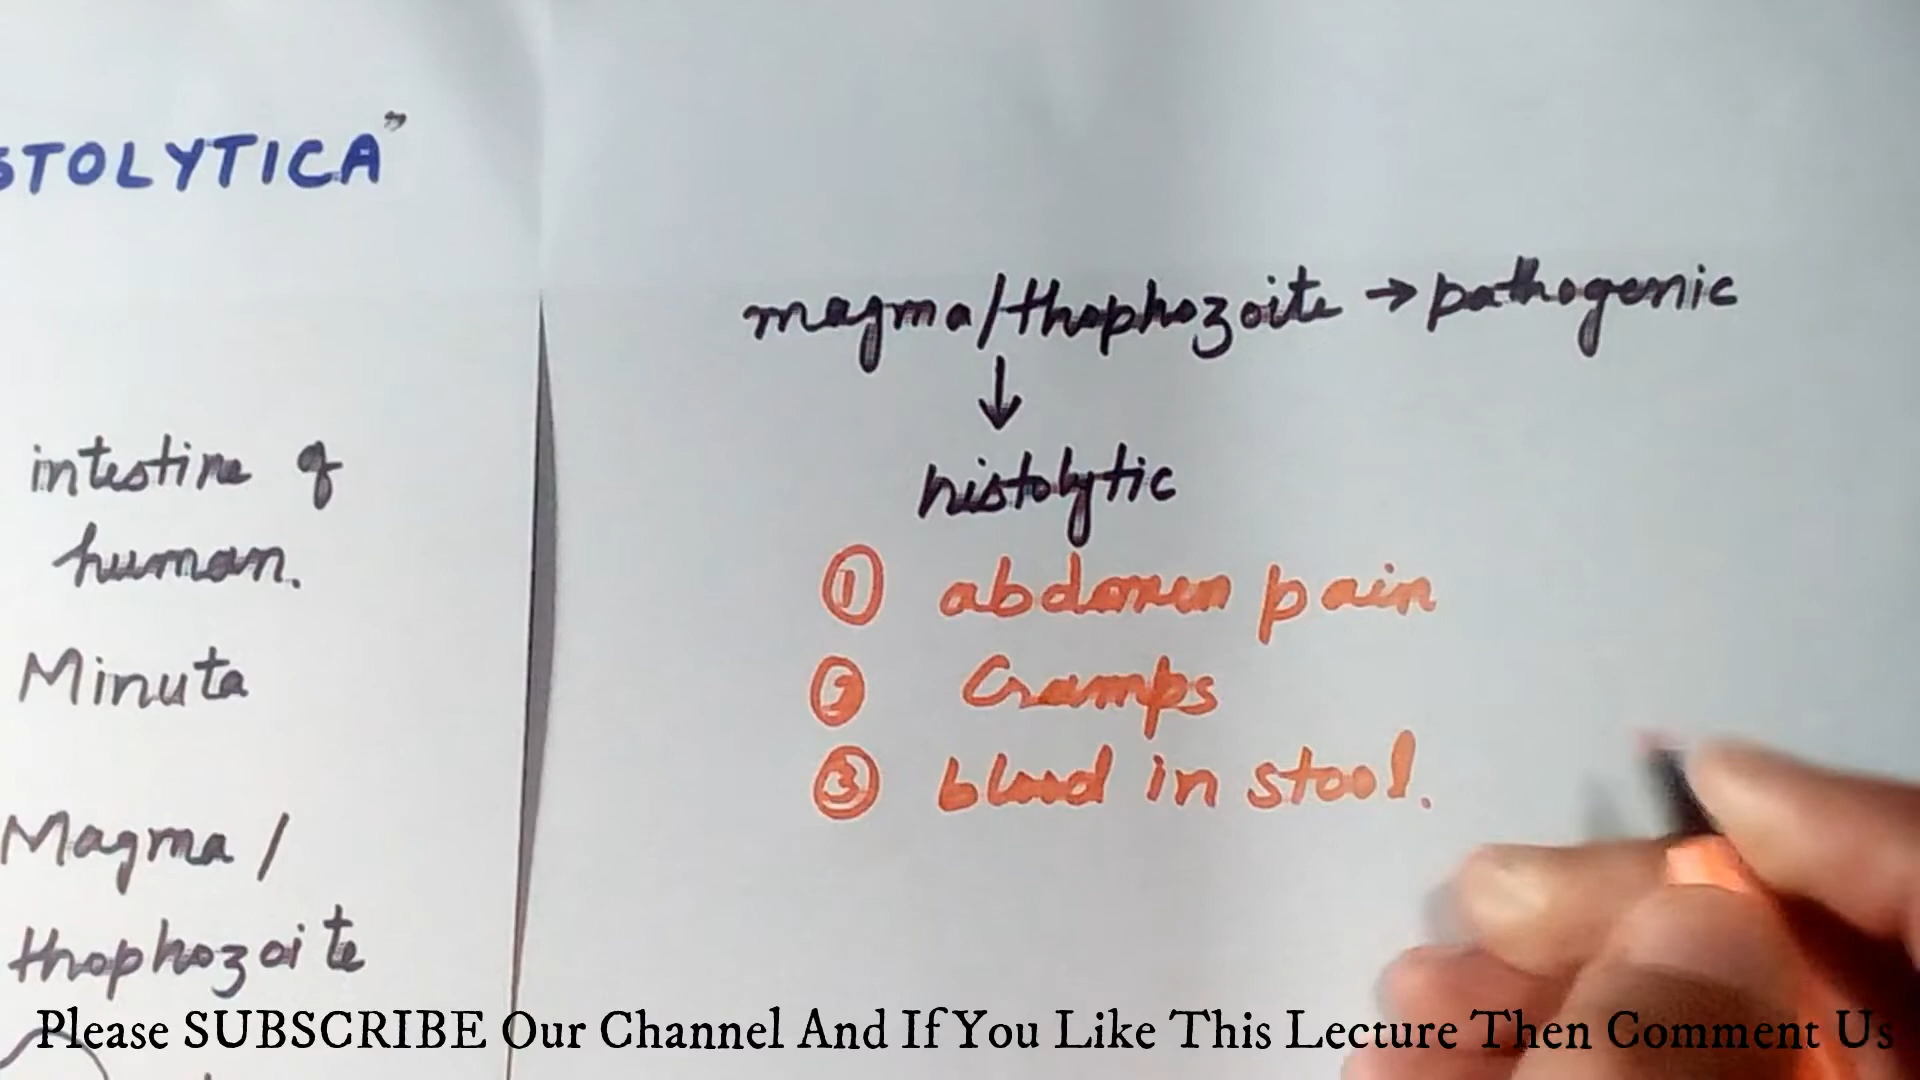 STOLYTICA"
intestine of
human.
Minuta
Magma /
thophozoite
magma/thophozoite → pathogenic
↓
histolytic
① abdomen pain
② Cramps
③ blood in stool.
Please SUBSCRIBE Our Channel And If You Like This Lecture Then Comment Us